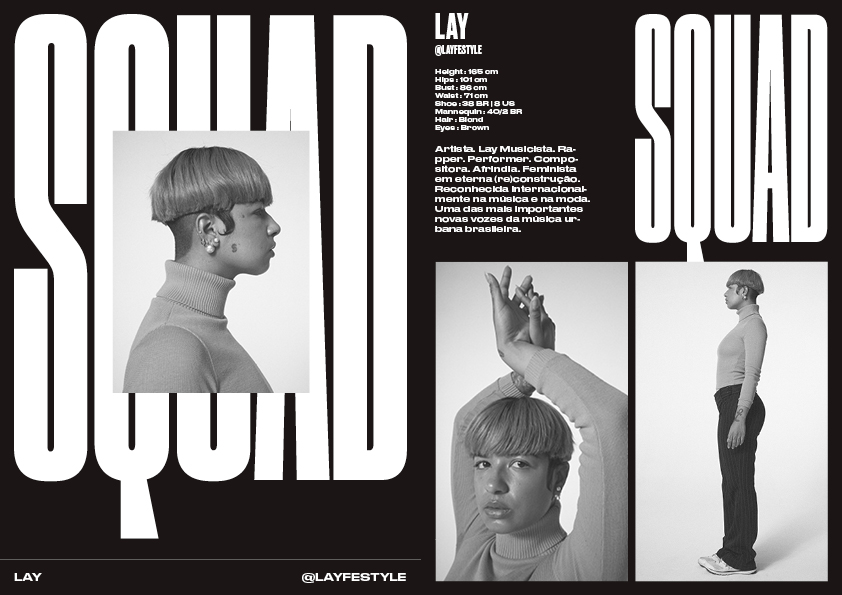 SQUAD
LAY
@LAYFESTYLE
LAY
@LAYFESTYLE
Height : 165 cm
Hips : 101 cm
Bust : 86 cm
Waist : 71 cm
Shoe : 38 BR | 8 US
Mannequin : 40/2 BR
Hair : Blond
Eyes : Brown
Artista. Lay Musicista. Ra-
pper. Performer. Compo-
sitora. Afríndia. Feminista
em eterna (re)construção.
Reconhecida internacional-
mente na música e na moda.
Uma das mais importantes
novas vozes da música ur-
bana brasileira.
SQUAD